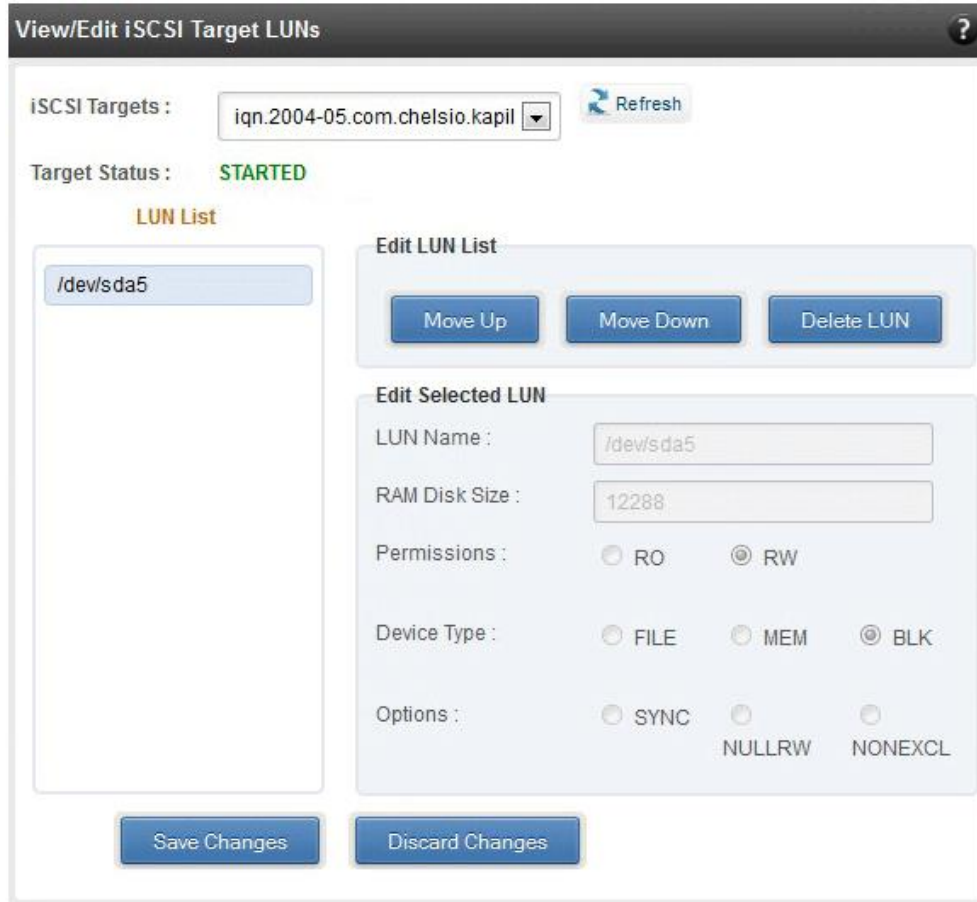 View/Edit iSCSI Target LUNs
?
iSCSI Targets :
iqn.2004-05.com.chelsio.kapil
Refresh
Target Status :
STARTED
LUN List
/dev/sda5
Edit LUN List
Move Up
Move Down
Delete LUN
Edit Selected LUN
LUN Name :
/dev/sda5
RAM Disk Size :
12288
Permissions :
RO
RW
Device Type :
FILE
MEM
BLK
Options :
SYNC
NULLRW
NONEXCL
Save Changes
Discard Changes